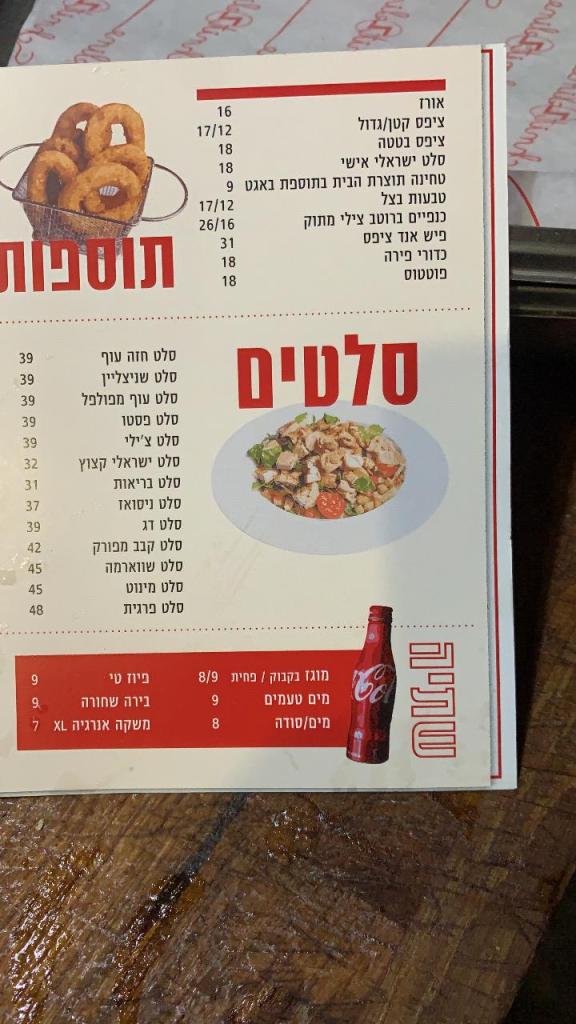 אורז 16
ציפס קטן/גדול 17/12
ציפס בטטה 18
סלט ישראלי אישי 18
טחינה תוצרת הבית בתוספת באגט 9
טבעות בצל 17/12
כנפיים ברוטב צילי מתוק 26/16
פיש אנד ציפס 31
כדורי פירה 18
פוטטוס 18
תוספות
סלטים
סלט חזה עוף 39
סלט שניצליין 39
סלט עוף מפולפל 39
סלט פסטו 39
סלט צ'ילי 39
סלט ישראלי קצוץ 32
סלט בריאות 31
סלט ניסואז 37
סלט דג 39
סלט קבב מפורק 42
סלט שווארמה 45
סלט מינוט 45
סלט פרגית 48
שתיה
מוגז בקבוק / פחית 8/9
מים טעמים 9
מים/סודה 8
פיוז טי 9
בירה שחורה 9
משקה אנרגיה XL 7